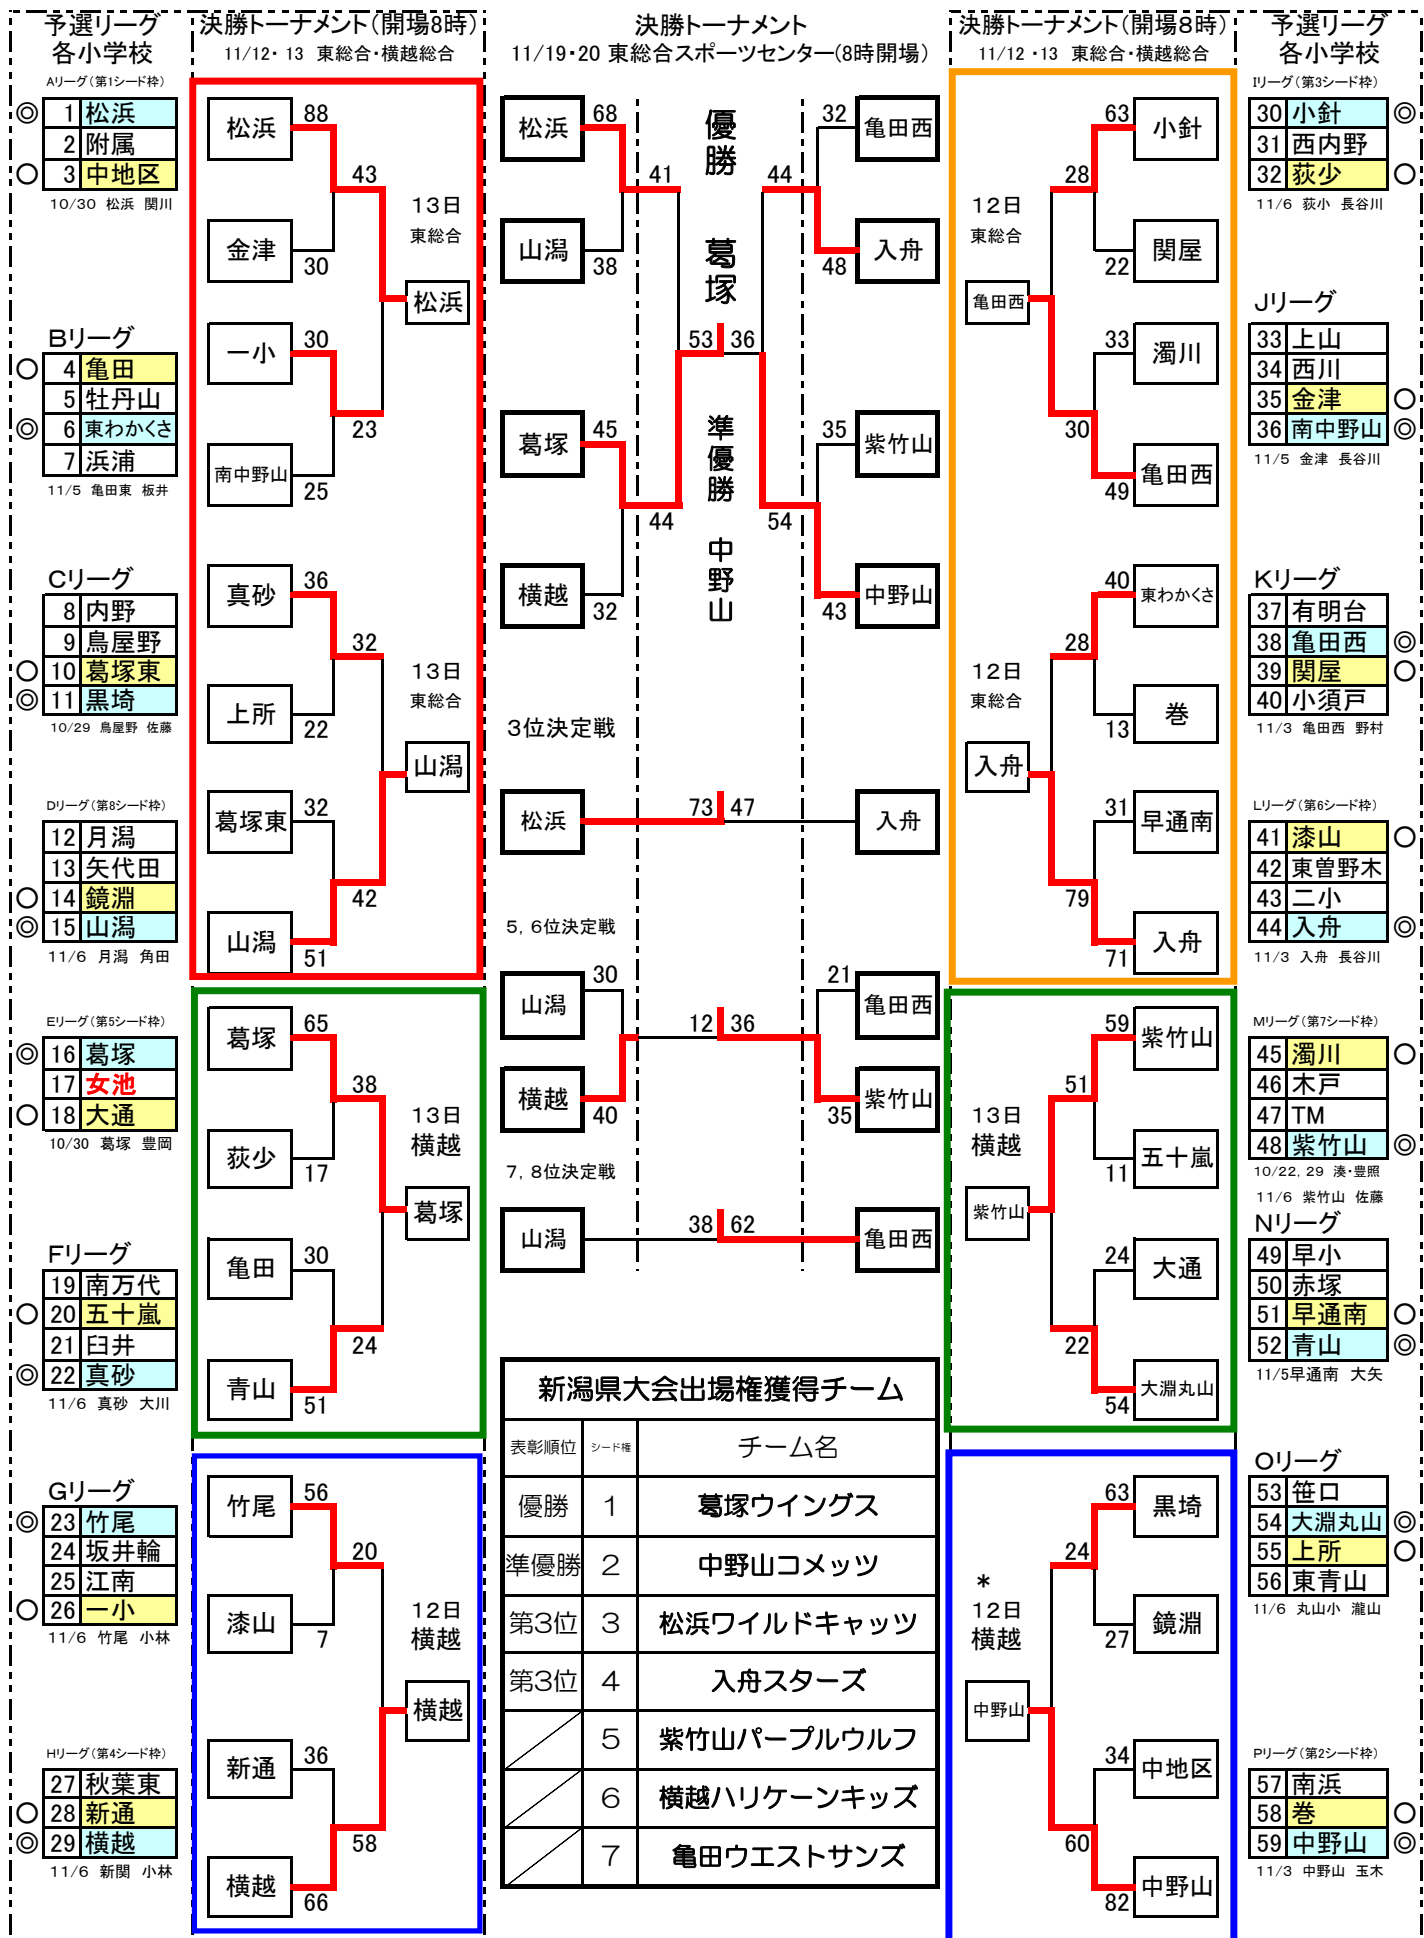 予選リーグ
各小学校
Aリーグ(第1シード枠)
◎ 1 松浜
2 附属
○ 3 中地区
10/30 松浜 関川
Bリーグ
○ 4 亀田
5 牡丹山
◎ 6 東わかくさ
7 浜浦
11/5 亀田東 板井
Cリーグ
8 内野
9 鳥屋野
○ 10 葛塚東
◎ 11 黒埼
10/29 鳥屋野 佐藤
Dリーグ(第8シード枠)
12 月潟
13 矢代田
○ 14 鏡淵
◎ 15 山潟
11/6 月潟 角田
Eリーグ(第5シード枠)
◎ 16 葛塚
17 女池
○ 18 大通
10/30 葛塚 豊岡
Fリーグ
19 南万代
○ 20 五十嵐
21 臼井
◎ 22 真砂
11/6 真砂 大川
Gリーグ
◎ 23 竹尾
24 坂井輪
25 江南
○ 26 一小
11/6 竹尾 小林
Hリーグ(第4シード枠)
27 秋葉東
○ 28 新通
◎ 29 横越
11/6 新関 小林
決勝トーナメント(開場8時)
11/12・13 東総合・横越総合
松浜 88
43
金津 30
13日
東総合
松浜
一小 30
23
南中野山 25
真砂 36
32
上所 22
13日
東総合
山潟
葛塚東 32
42
山潟 51
葛塚 65
38
荻少 17
13日
横越
葛塚
亀田 30
24
青山 51
竹尾 56
20
漆山 7
12日
横越
横越
新通 36
58
横越 66
決勝トーナメント
11/19・20 東総合スポーツセンター(8時開場)
優勝 葛塚
準優勝 中野山
松浜 68
41
山潟 38
53 36
葛塚 45
44
横越 32
32 亀田西
44
48 入舟
35 紫竹山
54
43 中野山
3位決定戦
松浜 73 47 入舟
5,6位決定戦
山潟 30
21 亀田西
12 36
横越 40
35 紫竹山
7,8位決定戦
山潟 38 62 亀田西
新潟県大会出場権獲得チーム
表彰順位 シード権 チーム名
優勝 1 葛塚ウイングス
準優勝 2 中野山コメッツ
第3位 3 松浜ワイルドキャッツ
第3位 4 入舟スターズ
5 紫竹山パープルウルフ
6 横越ハリケーンキッズ
7 亀田ウエストサンズ
決勝トーナメント(開場8時)
11/12・13 東総合・横越総合
63 小針
28
22 関屋
12日
東総合
亀田西
33 濁川
30
49 亀田西
40 東わかくさ
28
13 巻
12日
東総合
入舟
31 早通南
79
71 入舟
59 紫竹山
51
11 五十嵐
13日
横越
紫竹山
24 大通
22
54 大淵丸山
63 黒埼
24
27 鏡淵
*
12日
横越
中野山
34 中地区
60
82 中野山
予選リーグ
各小学校
Iリーグ(第3シード枠)
30 小針 ◎
31 西内野
32 荻少 ○
11/6 荻小 長谷川
Jリーグ
33 上山
34 西川
35 金津 ○
36 南中野山 ◎
11/5 金津 長谷川
Kリーグ
37 有明台
38 亀田西 ◎
39 関屋 ○
40 小須戸
11/3 亀田西 野村
Lリーグ(第6シード枠)
41 漆山 ○
42 東曽野木
43 二小
44 入舟 ◎
11/3 入舟 長谷川
Mリーグ(第7シード枠)
45 濁川 ○
46 木戸
47 TM
48 紫竹山 ◎
10/22,29 湊・豊照
11/6 紫竹山 佐藤
Nリーグ
49 早小
50 赤塚
51 早通南 ○
52 青山 ◎
11/5早通南 大矢
Oリーグ
53 笹口
54 大淵丸山 ◎
55 上所 ○
56 東青山
11/6 丸山小 瀧山
Pリーグ(第2シード枠)
57 南浜
58 巻 ○
59 中野山 ◎
11/3 中野山 玉木